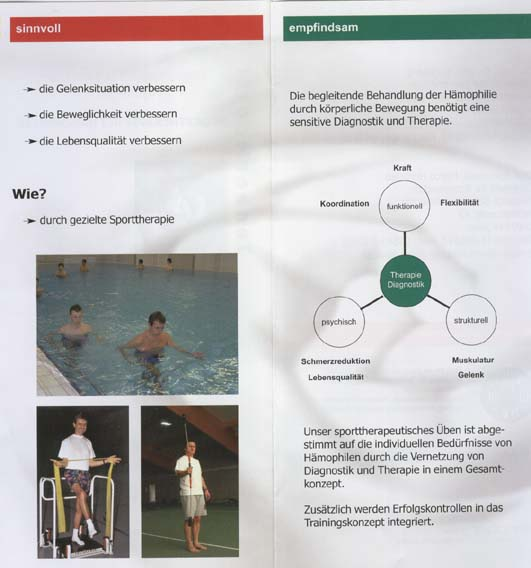 sinnvoll
die Gelenksituation verbessern
die Beweglichkeit verbessern
die Lebensqualität verbessern
Wie?
durch gezielte Sporttherapie
empfindsam
Die begleitende Behandlung der Hämophilie
durch körperliche Bewegung benötigt eine
sensitive Diagnostik und Therapie.
Kraft
Koordination
funktionell
Flexibilität
Therapie
Diagnostik
psychisch
strukturell
Schmerzreduktion
Lebensqualität
Muskulatur
Gelenk
Unser sporttherapeutisches Üben ist abge-
stimmt auf die individuellen Bedürfnisse von
Hämophilen durch die Vernetzung von
Diagnostik und Therapie in einem Gesamt-
konzept.
Zusätzlich werden Erfolgskontrollen in das
Trainingskonzept integriert.